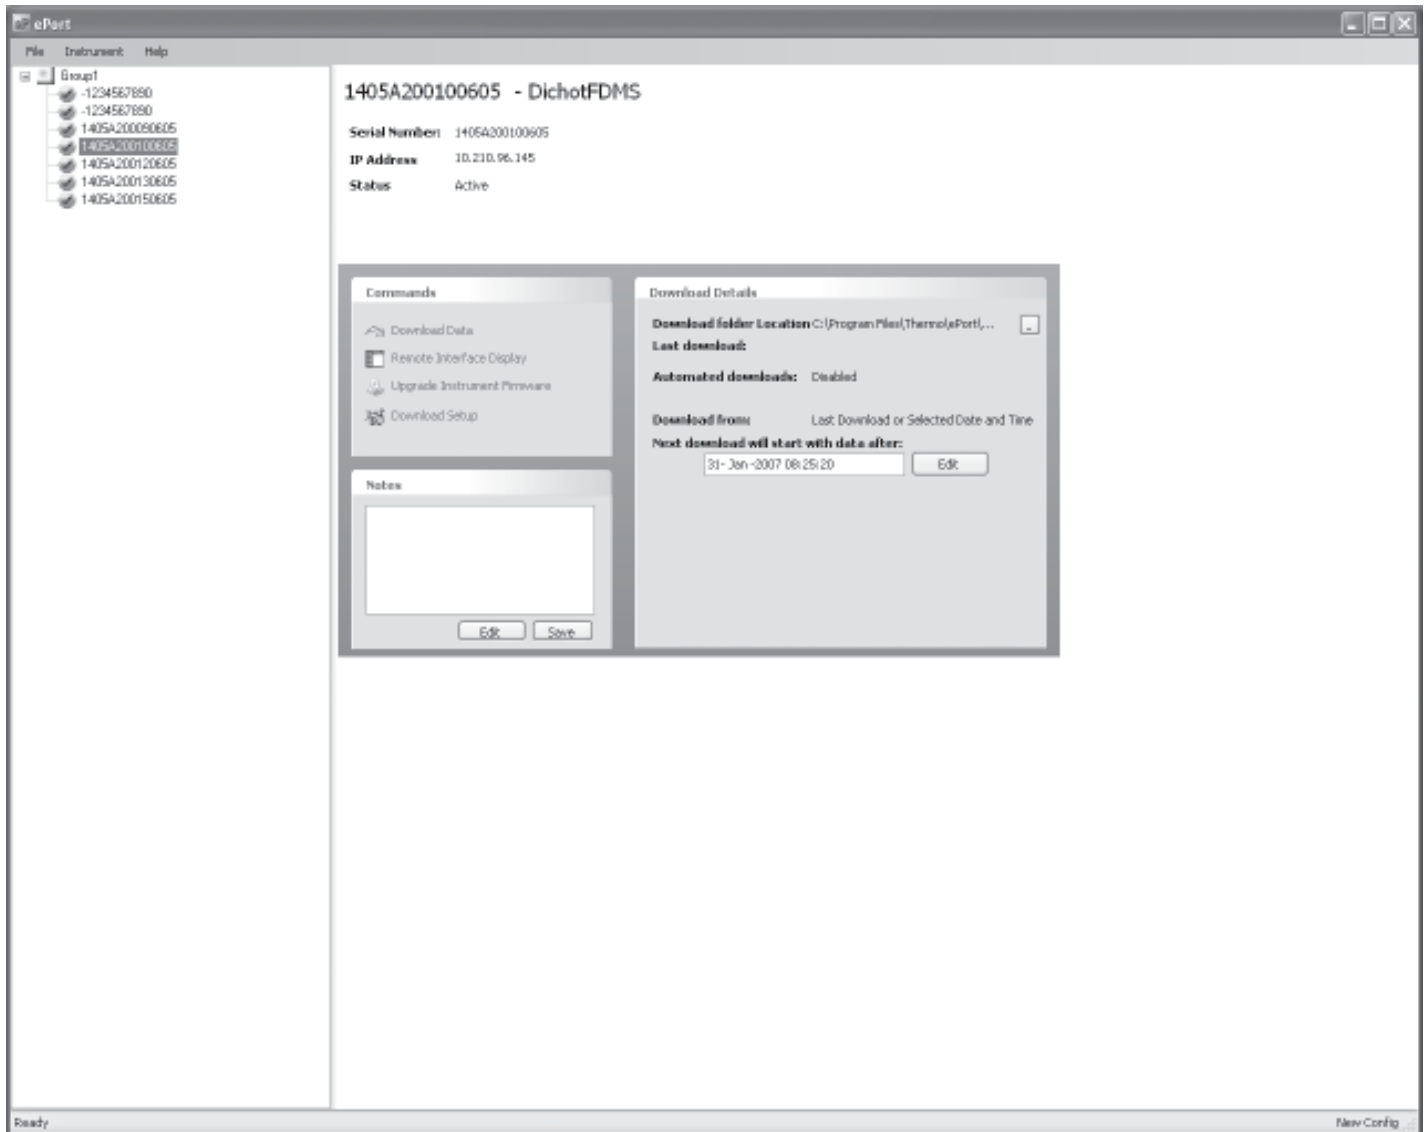 ePort
File Instrument Help
Group1
-1234567890
-1234567890
1405A200090605
1405A200100605
1405A200120605
1405A200130605
1405A200150605
1405A200100605 - DichotFDMS
Serial Number: 1405A200100605
IP Address 10.210.96.145
Status Active
Commands
Download Data
Remote Interface Display
Upgrade Instrument Firmware
Download Setup
Notes
Edit Save
Download Details
Download folder Location C:\Program Files\Thermo\ePort\...
Last download:
Automated downloads: Disabled
Download from: Last Download or Selected Date and Time
Next download will start with data after:
31-Jan-2007 08:25:20 Edit
Ready New Config